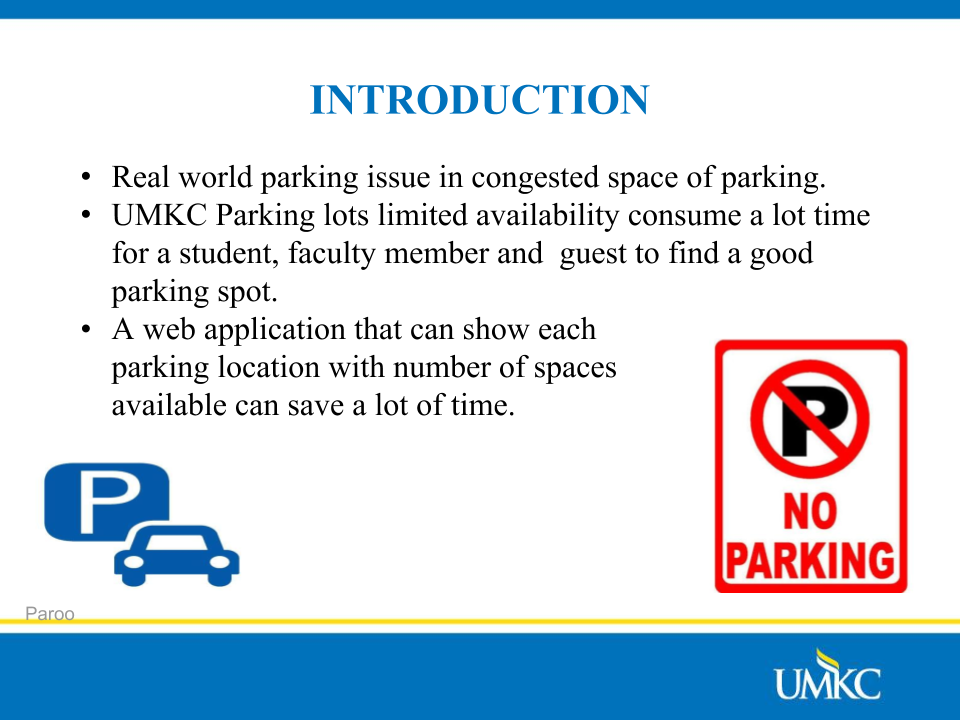 INTRODUCTION
• Real world parking issue in congested space of parking.
• UMKC Parking lots limited availability consume a lot time
for a student, faculty member and  guest to find a good
parking spot.
• A web application that can show each
parking location with number of spaces
available can save a lot of time.
P
P
NO
PARKING
Paroo
UMKC